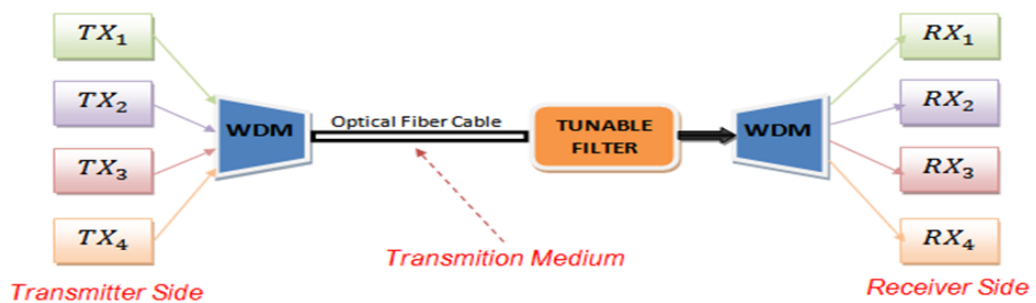 TX₁
TX₂
TX₃
TX₄
Transmitter Side
WDM
Optical Fiber Cable
Transmition Medium
TUNABLE
FILTER
WDM
RX₁
RX₂
RX₃
RX₄
Receiver Side